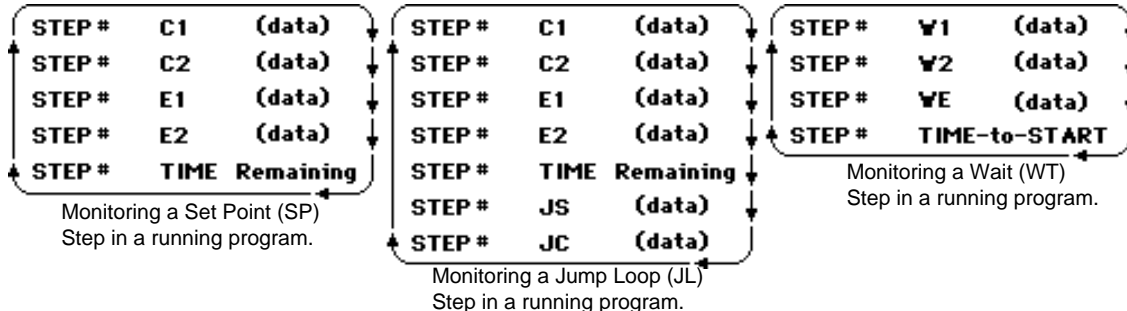 STEP # C1 (data)
STEP # C2 (data)
STEP # E1 (data)
STEP # E2 (data)
STEP # TIME Remaining
Monitoring a Set Point (SP)
Step in a running program.
STEP # C1 (data)
STEP # C2 (data)
STEP # E1 (data)
STEP # E2 (data)
STEP # TIME Remaining
STEP # JS (data)
STEP # JC (data)
Monitoring a Jump Loop (JL)
Step in a running program.
STEP # W1 (data)
STEP # W2 (data)
STEP # WE (data)
STEP # TIME-to-START
Monitoring a Wait (WT)
Step in a running program.